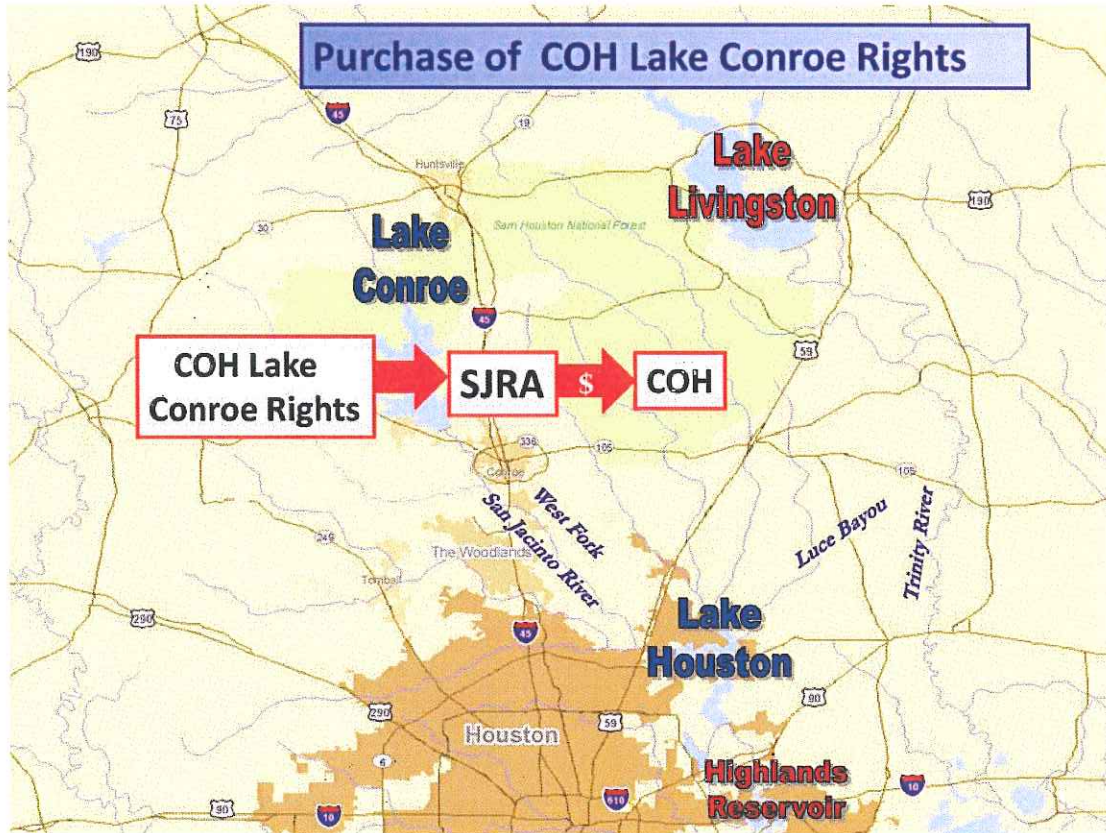 Purchase of COH Lake Conroe Rights
190
75
45
19
Huntsville
Lake
Livingston
190
30
Sam Houston National Forest
Lake
Conroe
45
59
COH Lake
Conroe Rights
SJRA
$
COH
336
105
105
Conroe
West Fork
San Jacinto River
Luce Bayou
Trinity River
249
The Woodlands
Tomball
290
45
Lake
Houston
90
290
59
Houston
6
Highlands
Reservoir
90
10
610
10